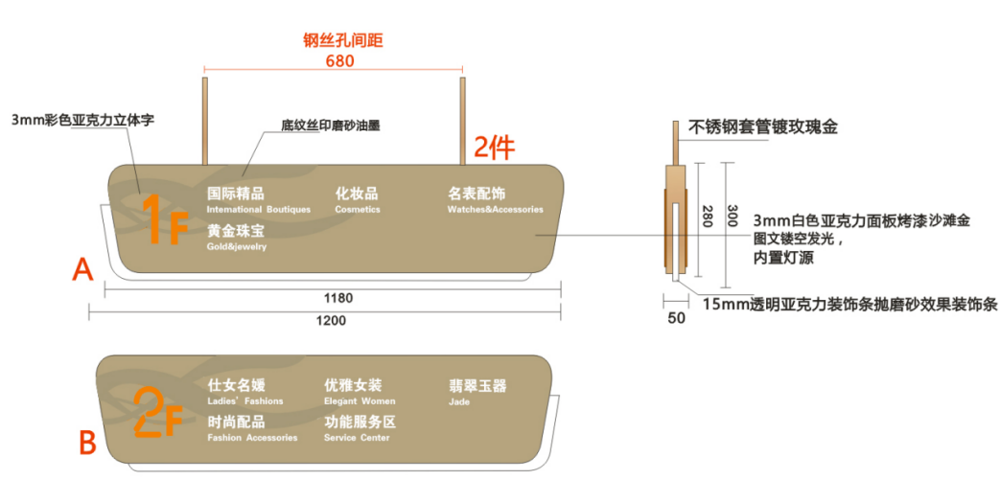 钢丝孔间距
680
3mm彩色亚克力立体字
底纹丝印磨砂油墨
2件
不锈钢套管镀玫瑰金
1F
国际精品
International Boutiques
化妆品
Cosmetics
名表配饰
Watches&Accessories
黄金珠宝
Gold&jewelry
280
300
3mm白色亚克力面板烤漆沙滩金
图文镂空发光，
内置灯源
A
1180
1200
50
15mm透明亚克力装饰条抛磨砂效果装饰条
2F
仕女名媛
Ladies' Fashions
优雅女装
Elegant Women
翡翠玉器
Jade
时尚配品
Fashion Accessories
功能服务区
Service Center
B